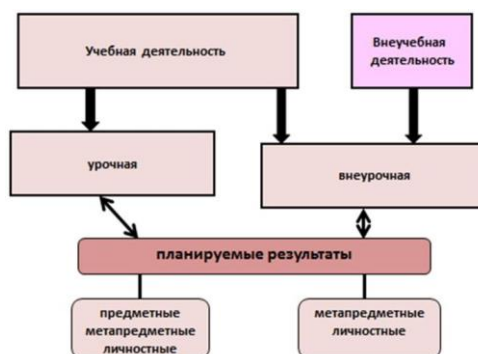 Учебная деятельность
Внеучебная
деятельность
урочная
внеурочная
планируемые результаты
предметные
метапредметные
личностные
метапредметные
личностные